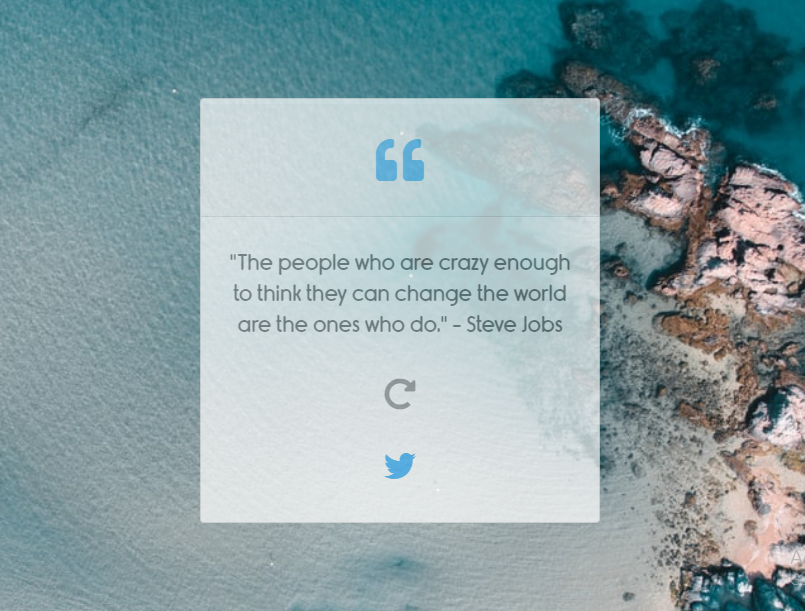 "The people who are crazy enough
to think they can change the world
are the ones who do." - Steve Jobs